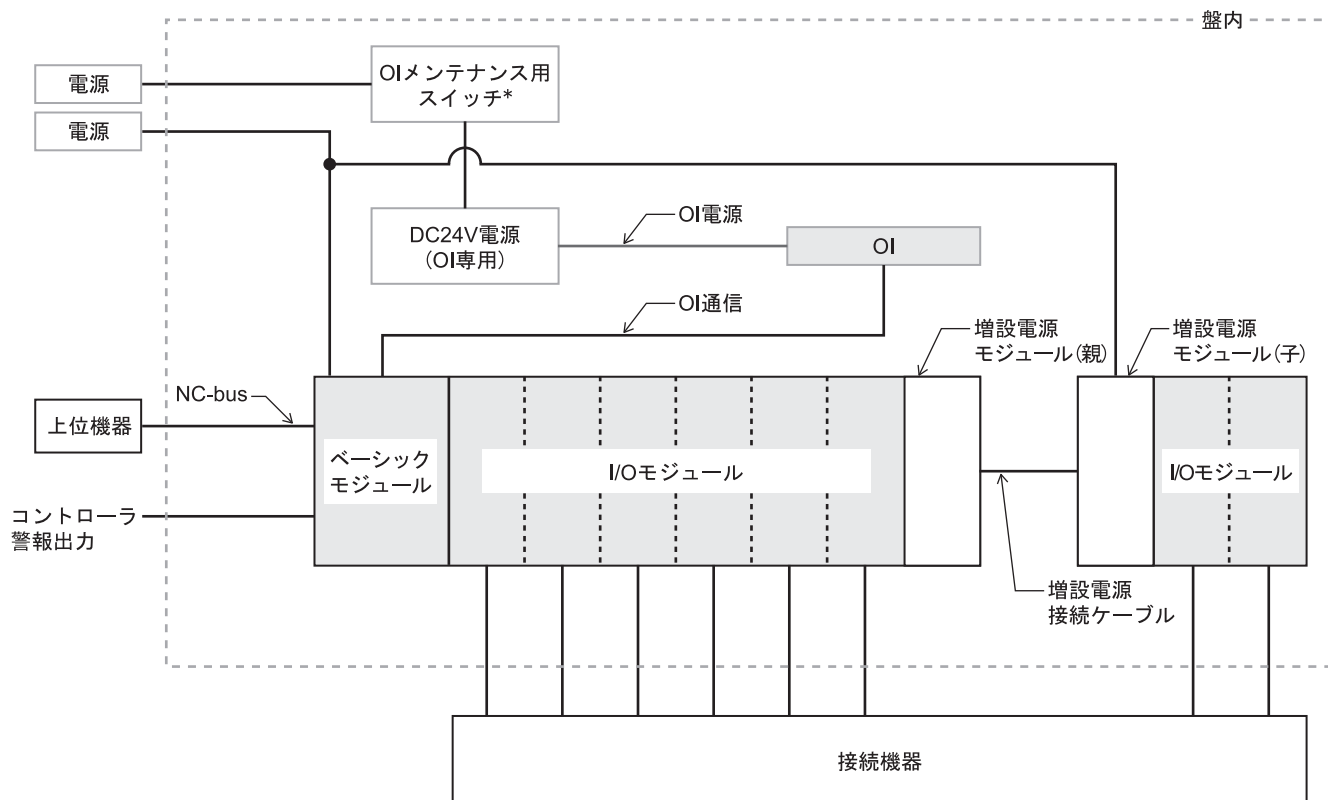 盤内
電源
OIメンテナンス用
スイッチ*
電源
DC24V電源
(OI専用)
OI電源
OI
OI通信
増設電源
モジュール(親)
増設電源
モジュール(子)
NC-bus
上位機器
ベーシック
モジュール
I/Oモジュール
I/Oモジュール
コントローラ
警報出力
増設電源
接続ケーブル
接続機器